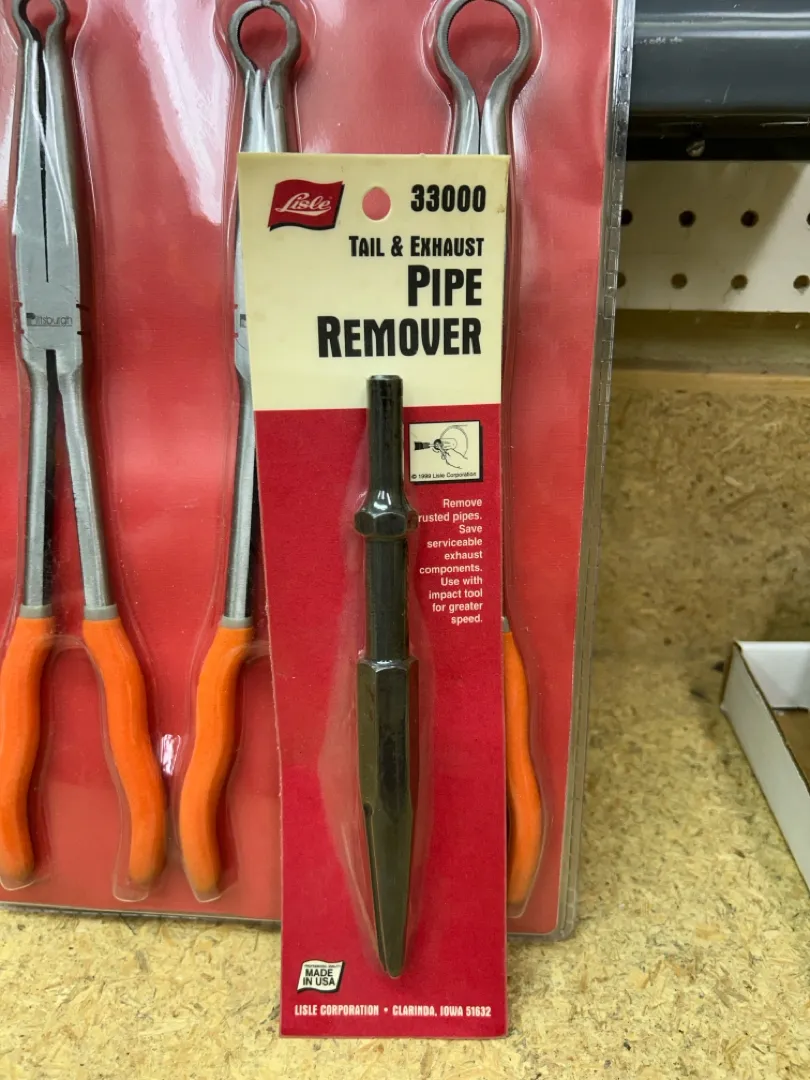 Lisle
33000
TAIL & EXHAUST
PIPE
REMOVER
© 1998 Lisle Corporation
Remove
rusted pipes.
Save
serviceable
exhaust
components.
Use with
impact tool
for greater
speed.
MADE
IN USA
LISLE CORPORATION • CLARINDA, IOWA 51632
Pittsburgh